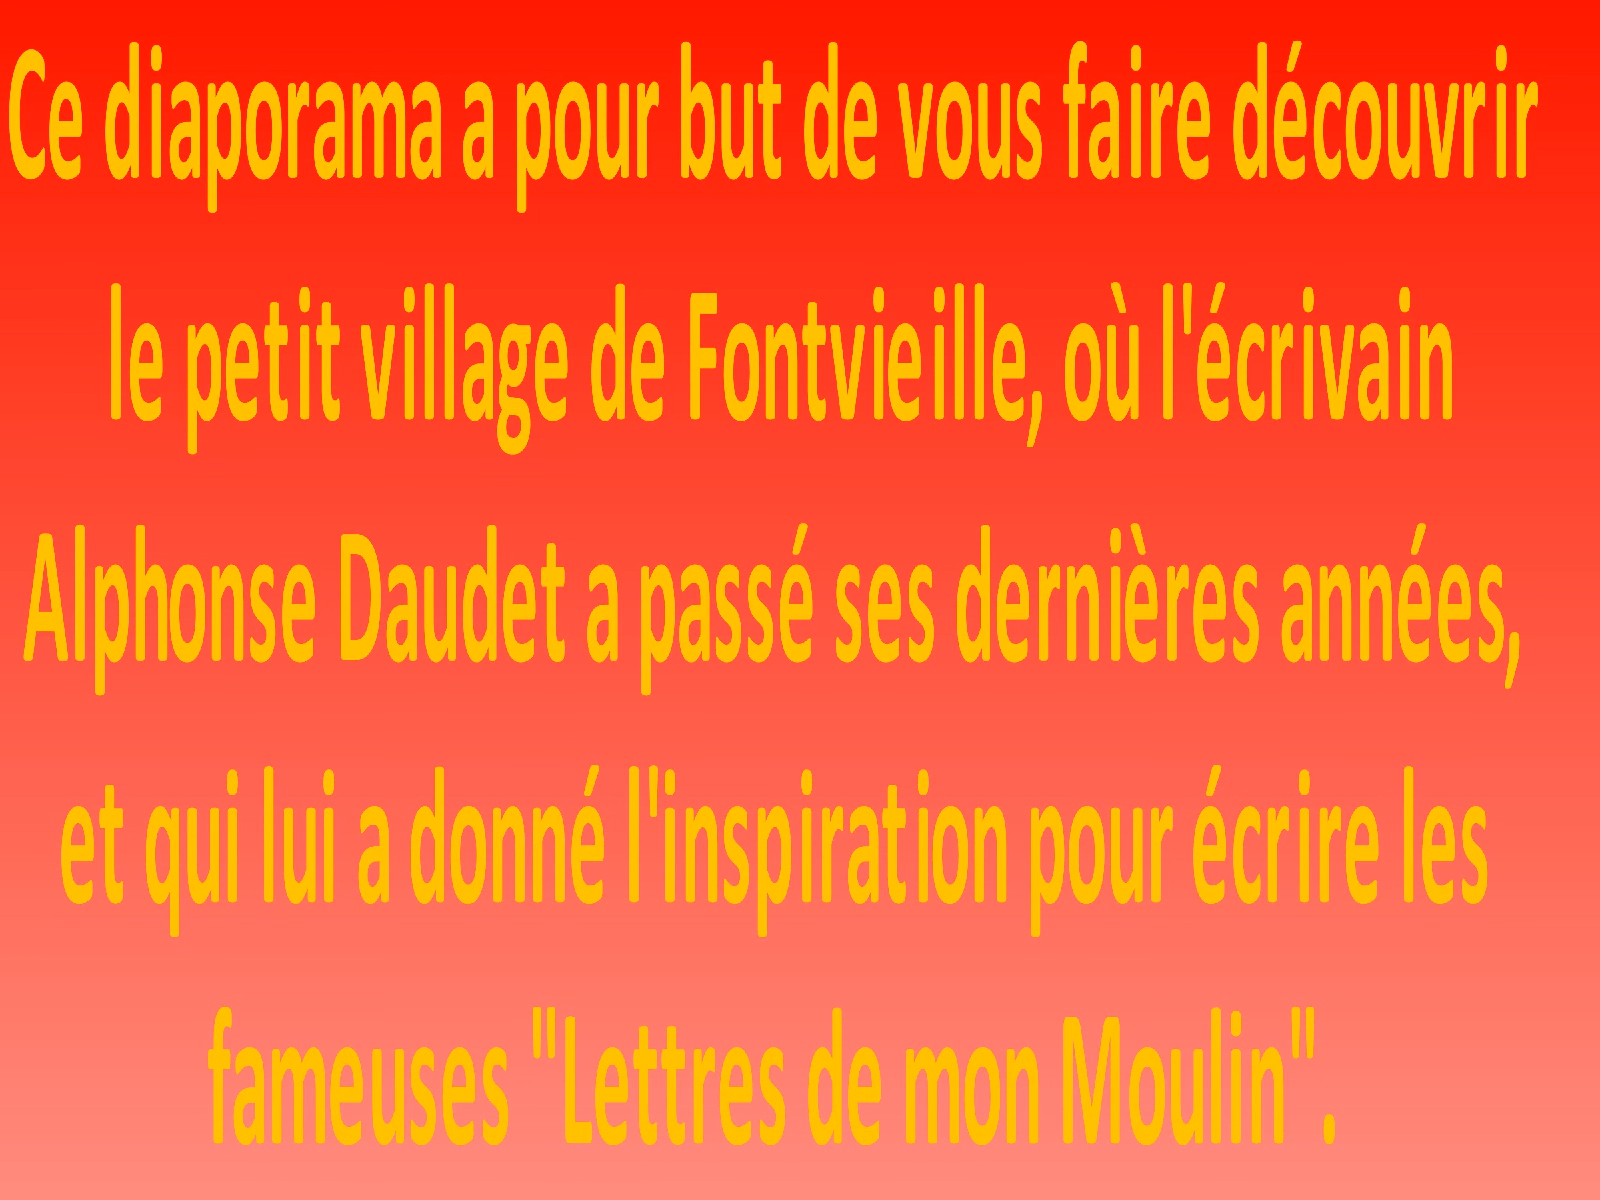 Ce diaporama a pour but de vous faire découvrir
le petit village de Fontvieille, où l'écrivain
Alphonse Daudet a passé ses dernières années,
et qui lui a donné l'inspiration pour écrire les
fameuses "Lettres de mon Moulin".